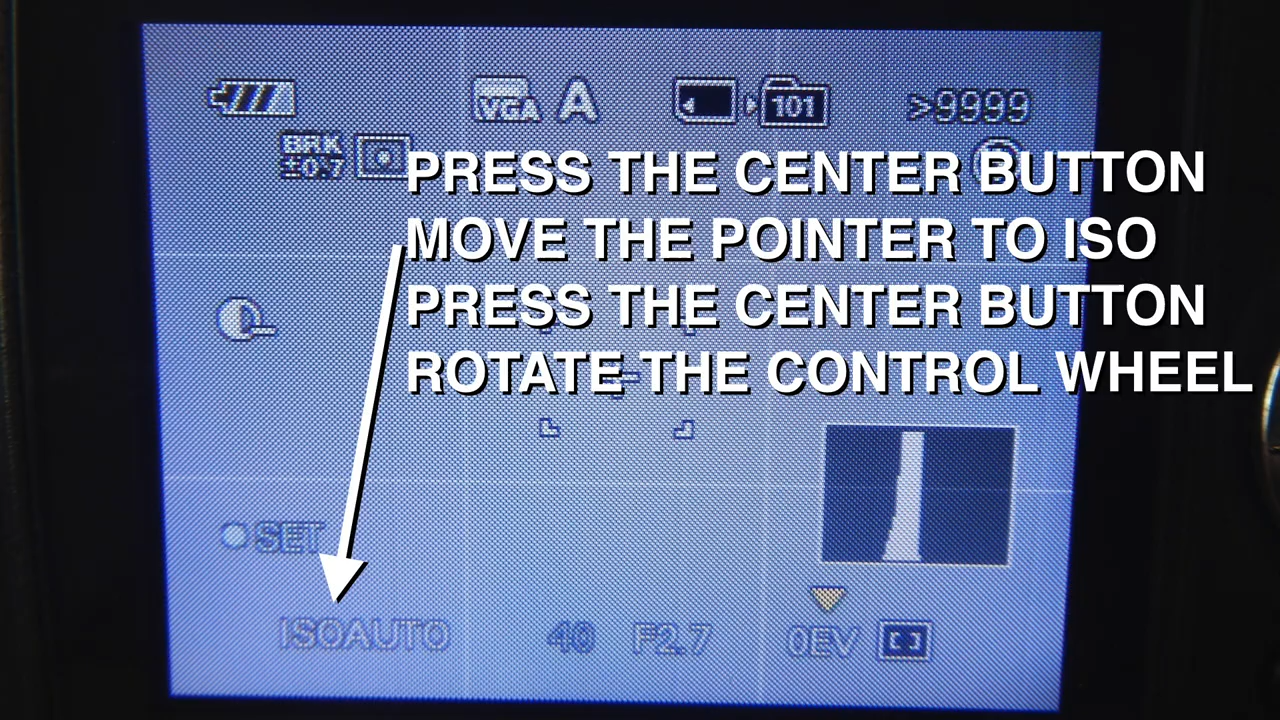 VGA A 101 >9999
BRK
±0.7
PRESS THE CENTER BUTTON
MOVE THE POINTER TO ISO
PRESS THE CENTER BUTTON
ROTATE THE CONTROL WHEEL
SET
ISOAUTO 40 F2.7 0EV